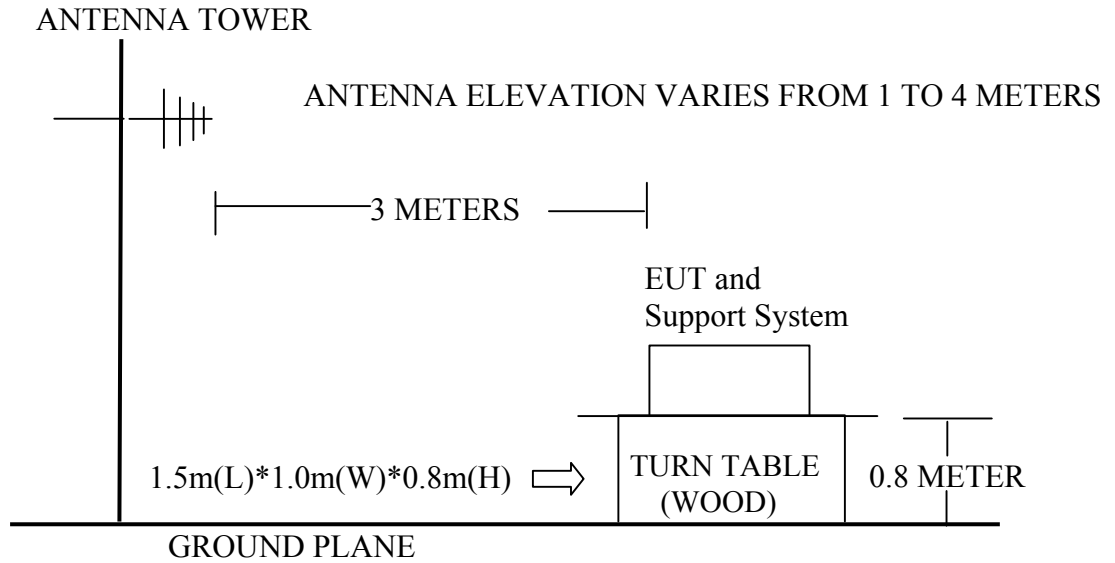 ANTENNA TOWER
ANTENNA ELEVATION VARIES FROM 1 TO 4 METERS
3 METERS
EUT and
Support System
1.5m(L)*1.0m(W)*0.8m(H)
TURN TABLE
(WOOD)
0.8 METER
GROUND PLANE